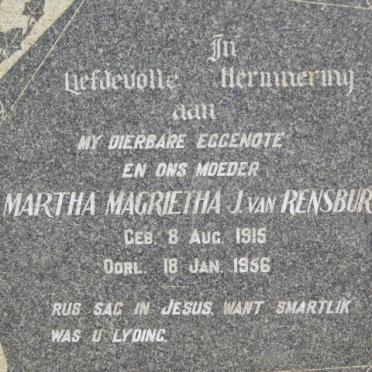 In
Liefdevolle Herinnering
aan
MY DIERBARE EGGENOTE
EN ONS MOEDER
MARTHA MAGRIETHA J. VAN RENSBUR
GEB. 8 AUG. 1915
OORL. 18 JAN. 1956
RUS SAG IN JESUS, WANT SMARTLIK
WAS U LYDING.